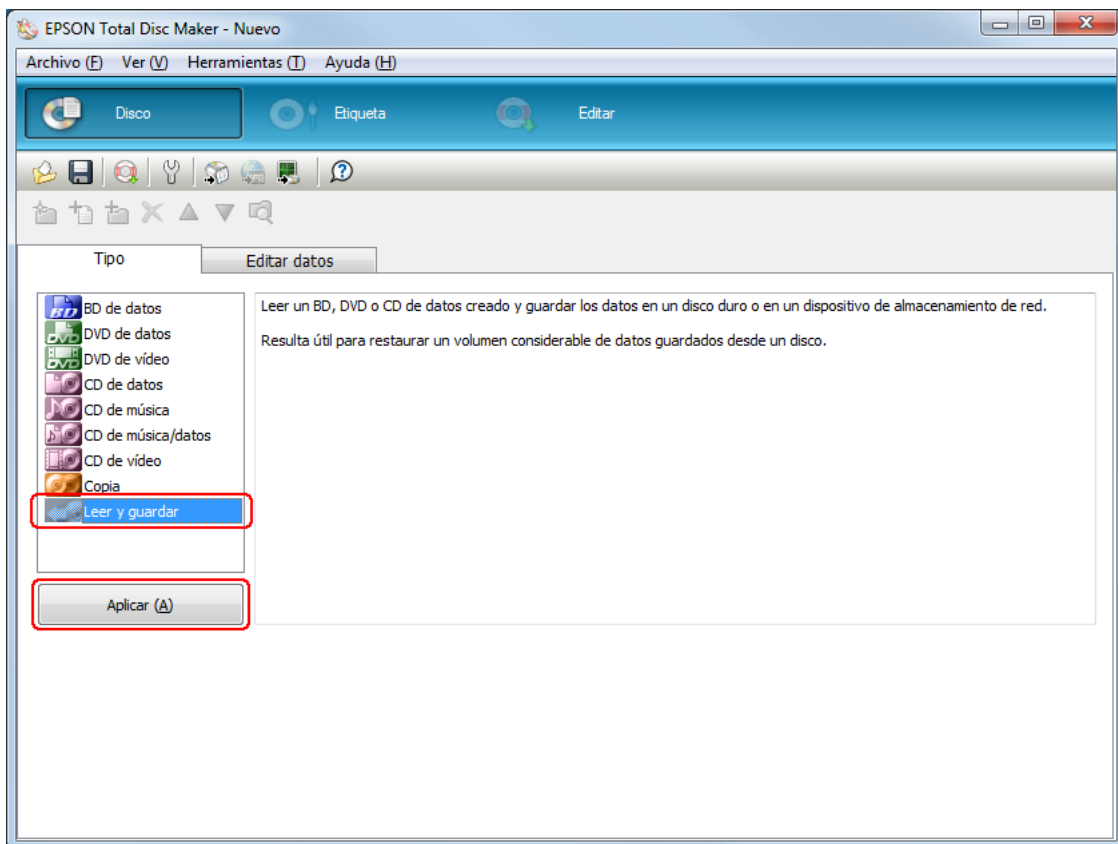 EPSON Total Disc Maker - Nuevo
Archivo (F) Ver (V) Herramientas (T) Ayuda (H)
Disco Etiqueta Editar
Tipo Editar datos
BD BD de datos
DVD DVD de datos
DVD DVD de vídeo
CD de datos
CD de música
CD de música/datos
CD de vídeo
Copia
Leer y guardar
Aplicar (A)
Leer un BD, DVD o CD de datos creado y guardar los datos en un disco duro o en un dispositivo de almacenamiento de red.
Resulta útil para restaurar un volumen considerable de datos guardados desde un disco.